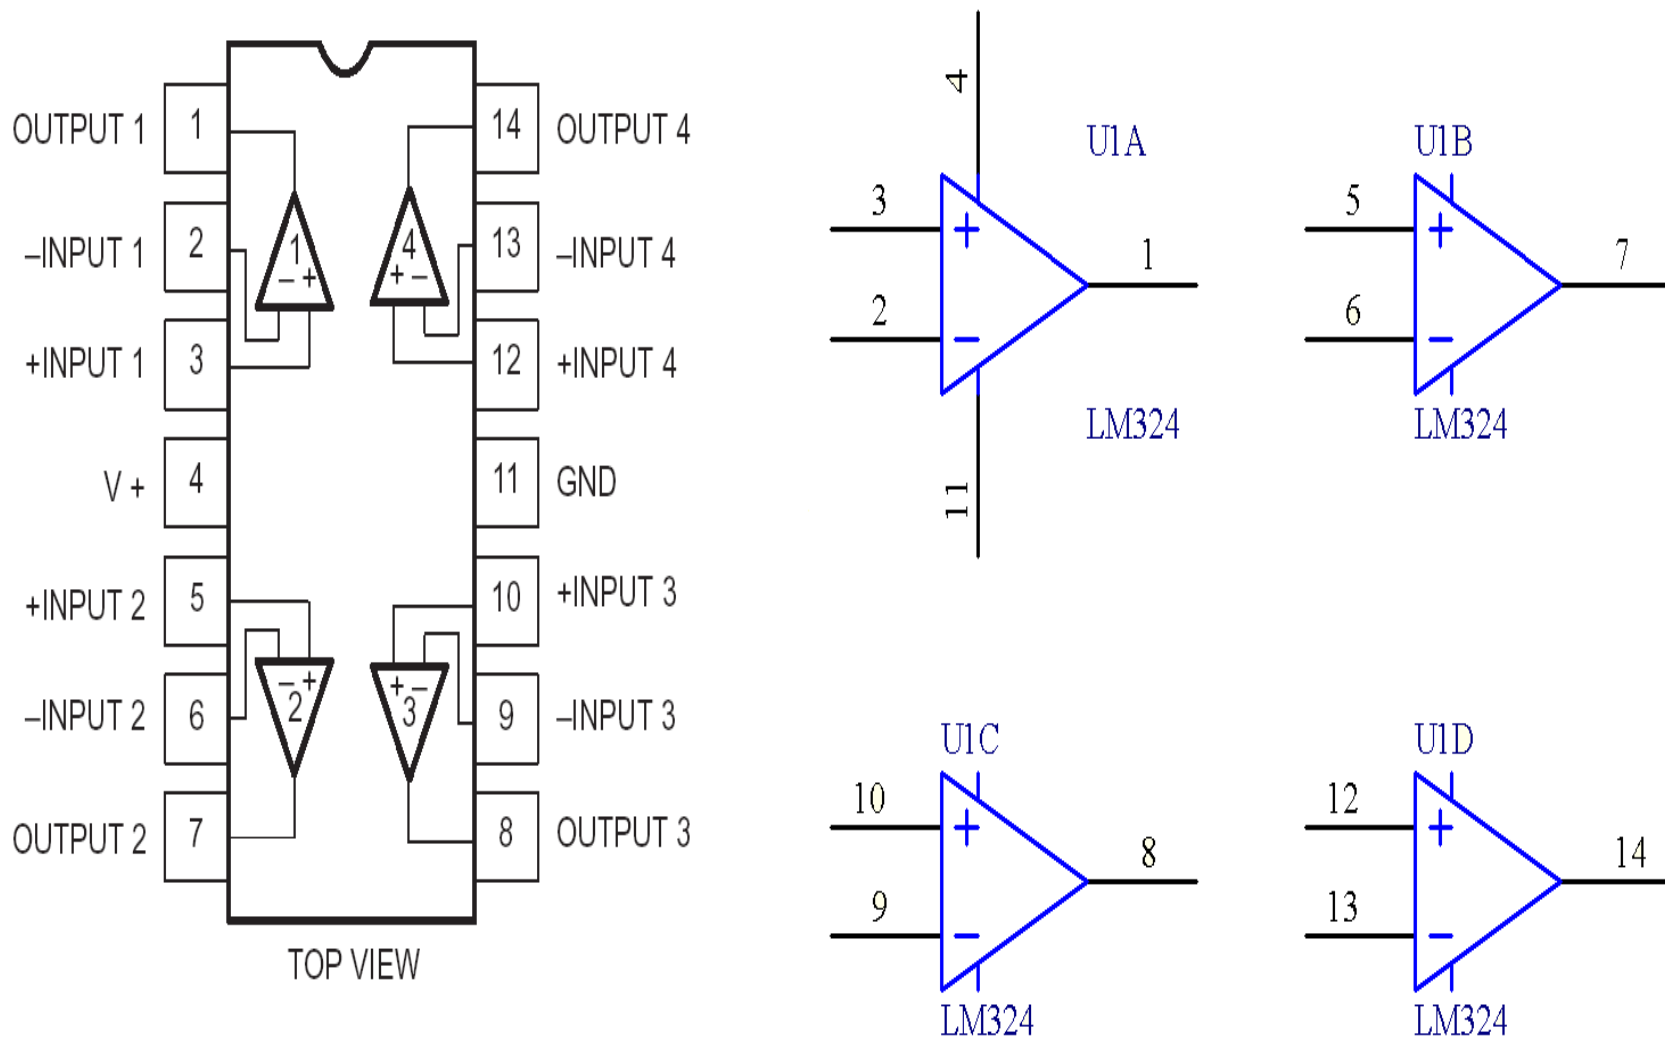 OUTPUT 1 1 14 OUTPUT 4
–INPUT 1 2 1 – + 4 + – 13 –INPUT 4
+INPUT 1 3 12 +INPUT 4
V + 4 11 GND
+INPUT 2 5 10 +INPUT 3
–INPUT 2 6 – + 2 + – 3 9 –INPUT 3
OUTPUT 2 7 8 OUTPUT 3
TOP VIEW
4
U1A
3
+
1
2
–
LM324
11
U1B
5
+
7
6
–
LM324
U1C
10
+
8
9
–
LM324
U1D
12
+
14
13
–
LM324